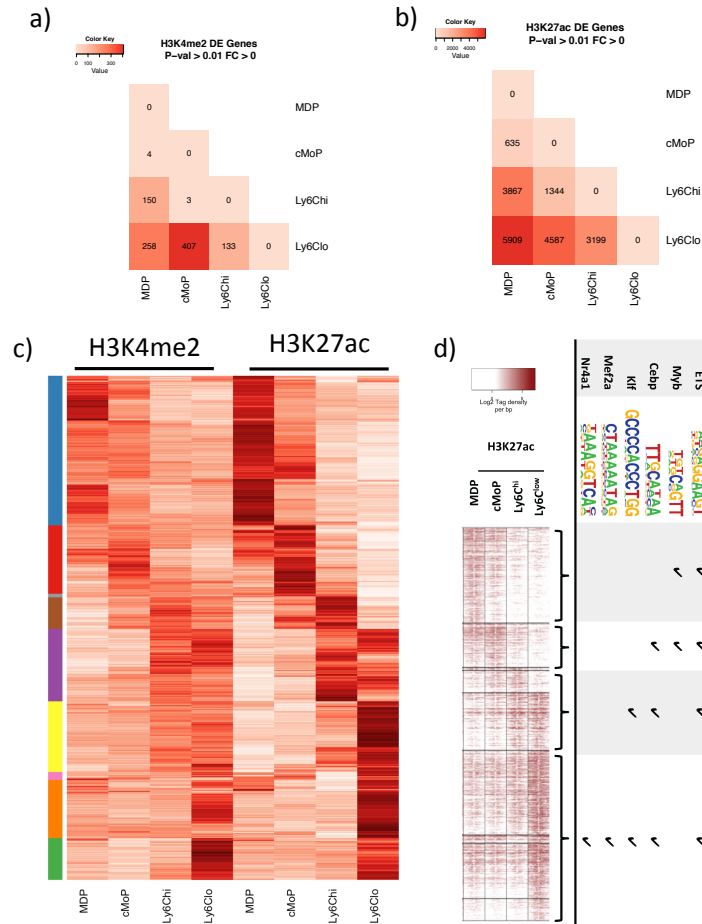 a)
Color Key
0 100 300
Value
H3K4me2 DE Genes
P-val > 0.01 FC > 0
0
MDP
4 0
cMoP
150 3 0
Ly6Chi
258 407 133 0
Ly6Clo
MDP cMoP Ly6Chi Ly6Clo
b)
Color Key
0 2000 4000
Value
H3K27ac DE Genes
P-val > 0.01 FC > 0
0
MDP
635 0
cMoP
3867 1344 0
Ly6Chi
5909 4587 3199 0
Ly6Clo
MDP cMoP Ly6Chi Ly6Clo
c)
H3K4me2 H3K27ac
MDP cMoP Ly6Chi Ly6Clo MDP cMoP Ly6Chi Ly6Clo
d)
Log2 Tag density
per bp
H3K27ac
MDP cMoP Ly6Chi Ly6Clow
Nr4a1 Mef2a Klf Cebp Myb ETS
GCCCCACCCTGG